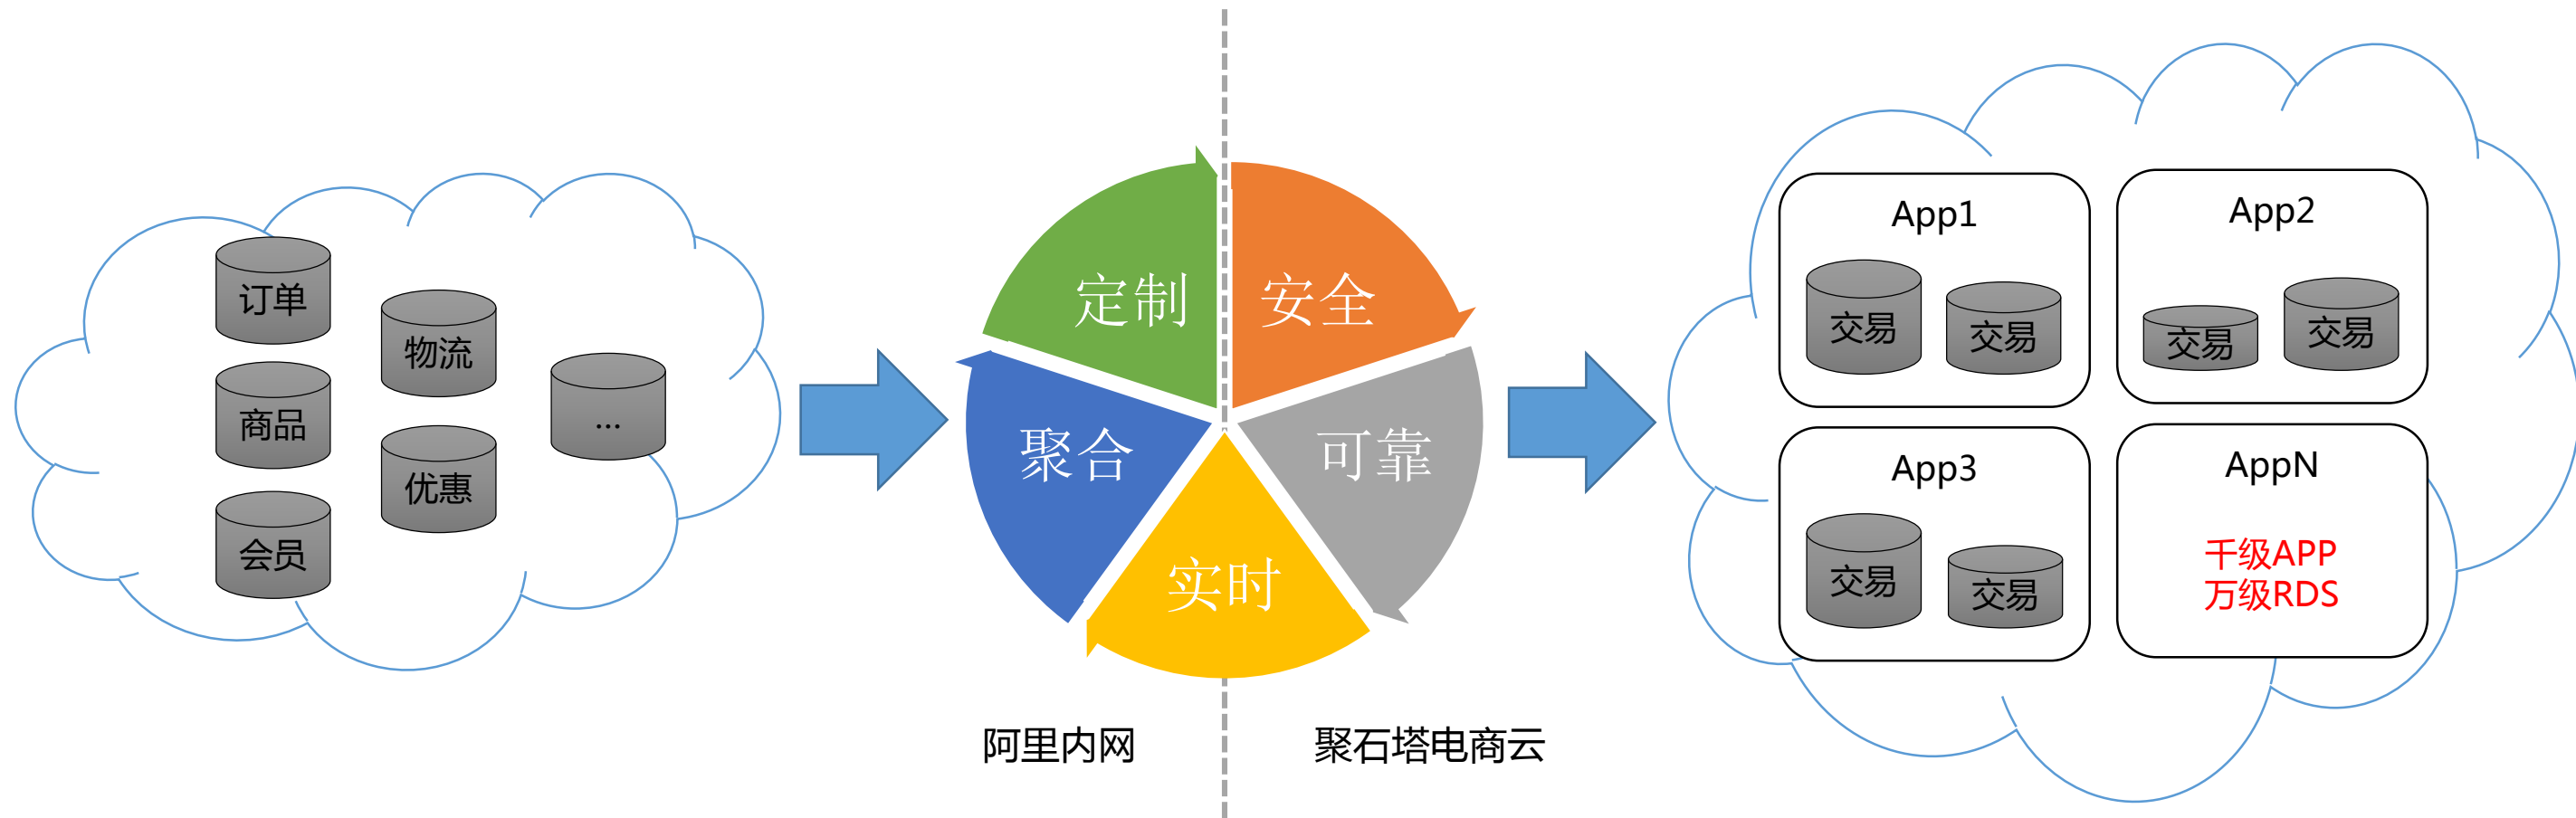 订单
物流
商品
优惠
会员
...
定制
安全
聚合
可靠
实时
阿里内网
聚石塔电商云
App1
交易
交易
App2
交易
交易
App3
交易
交易
AppN
千级APP
万级RDS